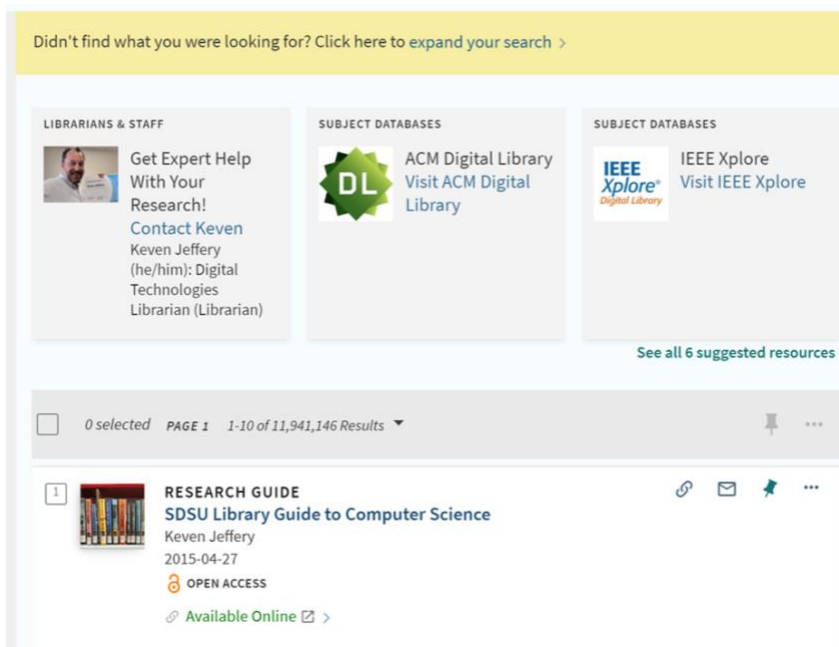 Didn't find what you were looking for? Click here to expand your search >
LIBRARIANS & STAFF
Get Expert Help
With Your
Research!
Contact Keven
Keven Jeffery
(he/him): Digital
Technologies
Librarian (Librarian)
SUBJECT DATABASES
DL
ACM Digital Library
Visit ACM Digital
Library
SUBJECT DATABASES
IEEE
Xplore®
Digital Library
IEEE Xplore
Visit IEEE Xplore
See all 6 suggested resources
0 selected PAGE 1 1-10 of 11,941,146 Results
1
RESEARCH GUIDE
SDSU Library Guide to Computer Science
Keven Jeffery
2015-04-27
OPEN ACCESS
Available Online >